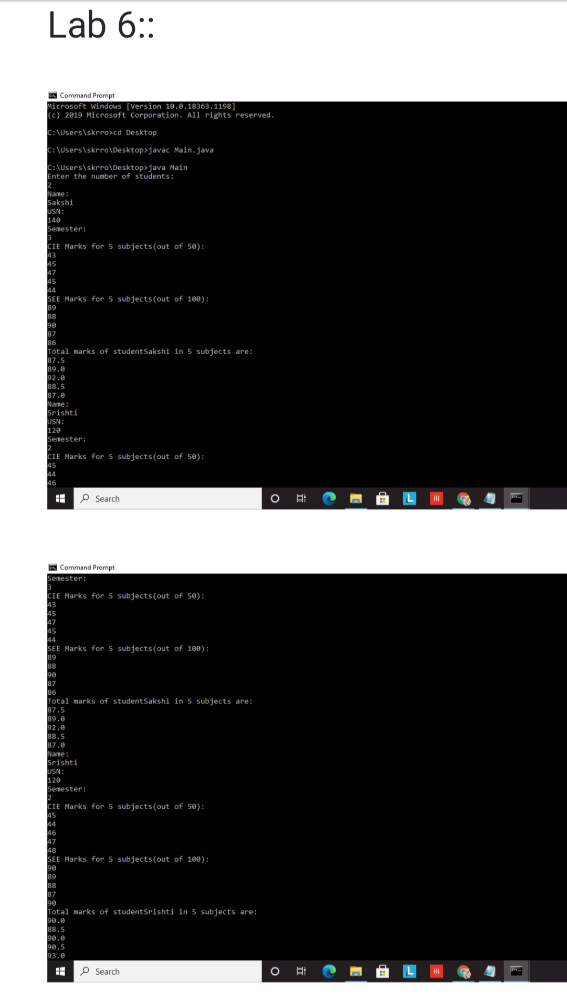 Lab 6::
Command Prompt
Microsoft Windows [Version 10.0.18363.1198]
(c) 2019 Microsoft Corporation. All rights reserved.
C:\Users\skrro>cd Desktop
C:\Users\skrro\Desktop>javac Main.java
C:\Users\skrro\Desktop>java Main
Enter the number of students:
2
Name:
Sakshi
USN:
140
Semester:
3
CIE Marks for 5 subjects(out of 50):
43
45
47
45
44
SEE Marks for 5 subjects(out of 100):
89
88
90
87
86
Total marks of studentSakshi in 5 subjects are:
87.5
89.0
92.0
88.5
87.0
Name:
Srishti
USN:
120
Semester:
2
CIE Marks for 5 subjects(out of 50):
45
44
46
Search
L
Command Prompt
Semester:
3
CIE Marks for 5 subjects(out of 50):
43
45
47
45
44
SEE Marks for 5 subjects(out of 100):
89
88
90
87
86
Total marks of studentSakshi in 5 subjects are:
87.5
89.0
92.0
88.5
87.0
Name:
Srishti
USN:
120
Semester:
2
CIE Marks for 5 subjects(out of 50):
45
44
46
47
48
SEE Marks for 5 subjects(out of 100):
90
89
88
87
90
Total marks of studentSrishti in 5 subjects are:
90.0
88.5
90.0
90.5
93.0
Search
L